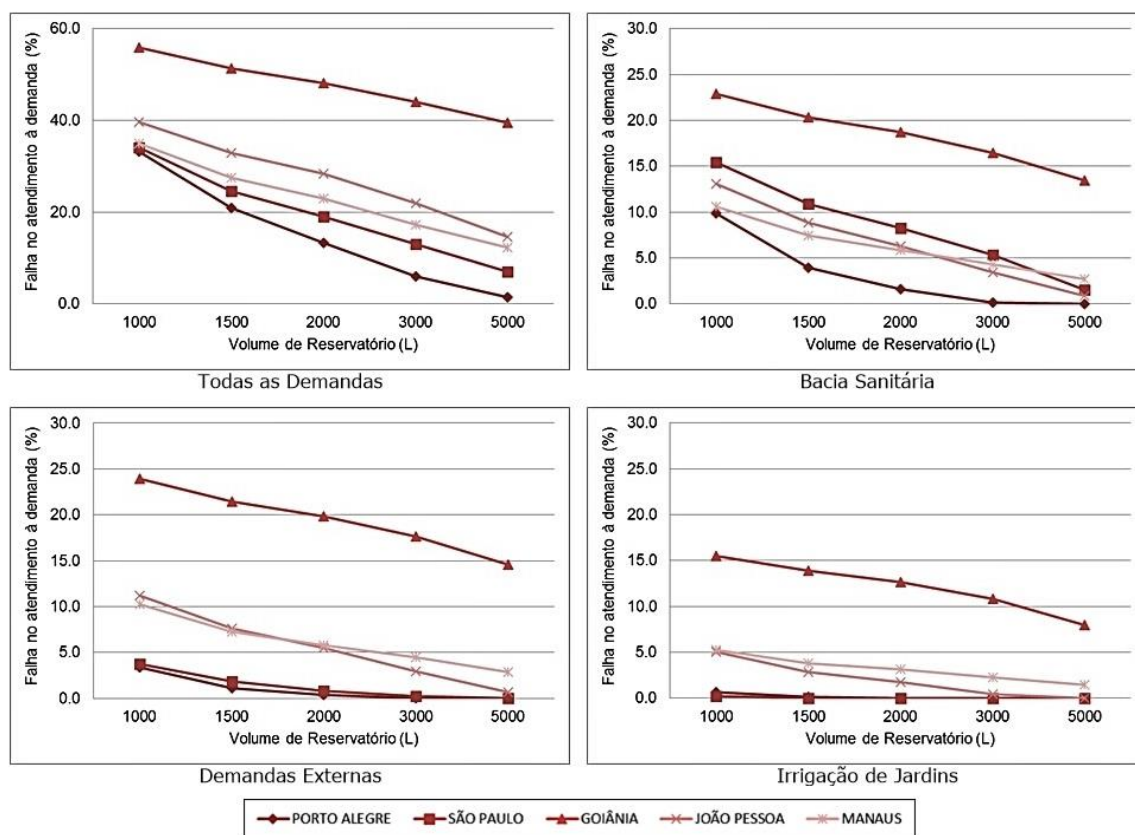 60.0
40.0
20.0
0.0
Falha no atendimento à demanda (%)
1000 1500 2000 3000 5000
Volume de Reservatório (L)
Todas as Demandas
30.0
25.0
20.0
15.0
10.0
5.0
0.0
Falha no atendimento à demanda (%)
1000 1500 2000 3000 5000
Volume de Reservatório (L)
Bacia Sanitária
30.0
25.0
20.0
15.0
10.0
5.0
0.0
Falha no atendimento à demanda (%)
1000 1500 2000 3000 5000
Volume de Reservatório (L)
Demandas Externas
30.0
25.0
20.0
15.0
10.0
5.0
0.0
Falha no atendimento à demanda (%)
1000 1500 2000 3000 5000
Volume de Reservatório (L)
Irrigação de Jardins
PORTO ALEGRE SÃO PAULO GOIÂNIA JOÃO PESSOA MANAUS